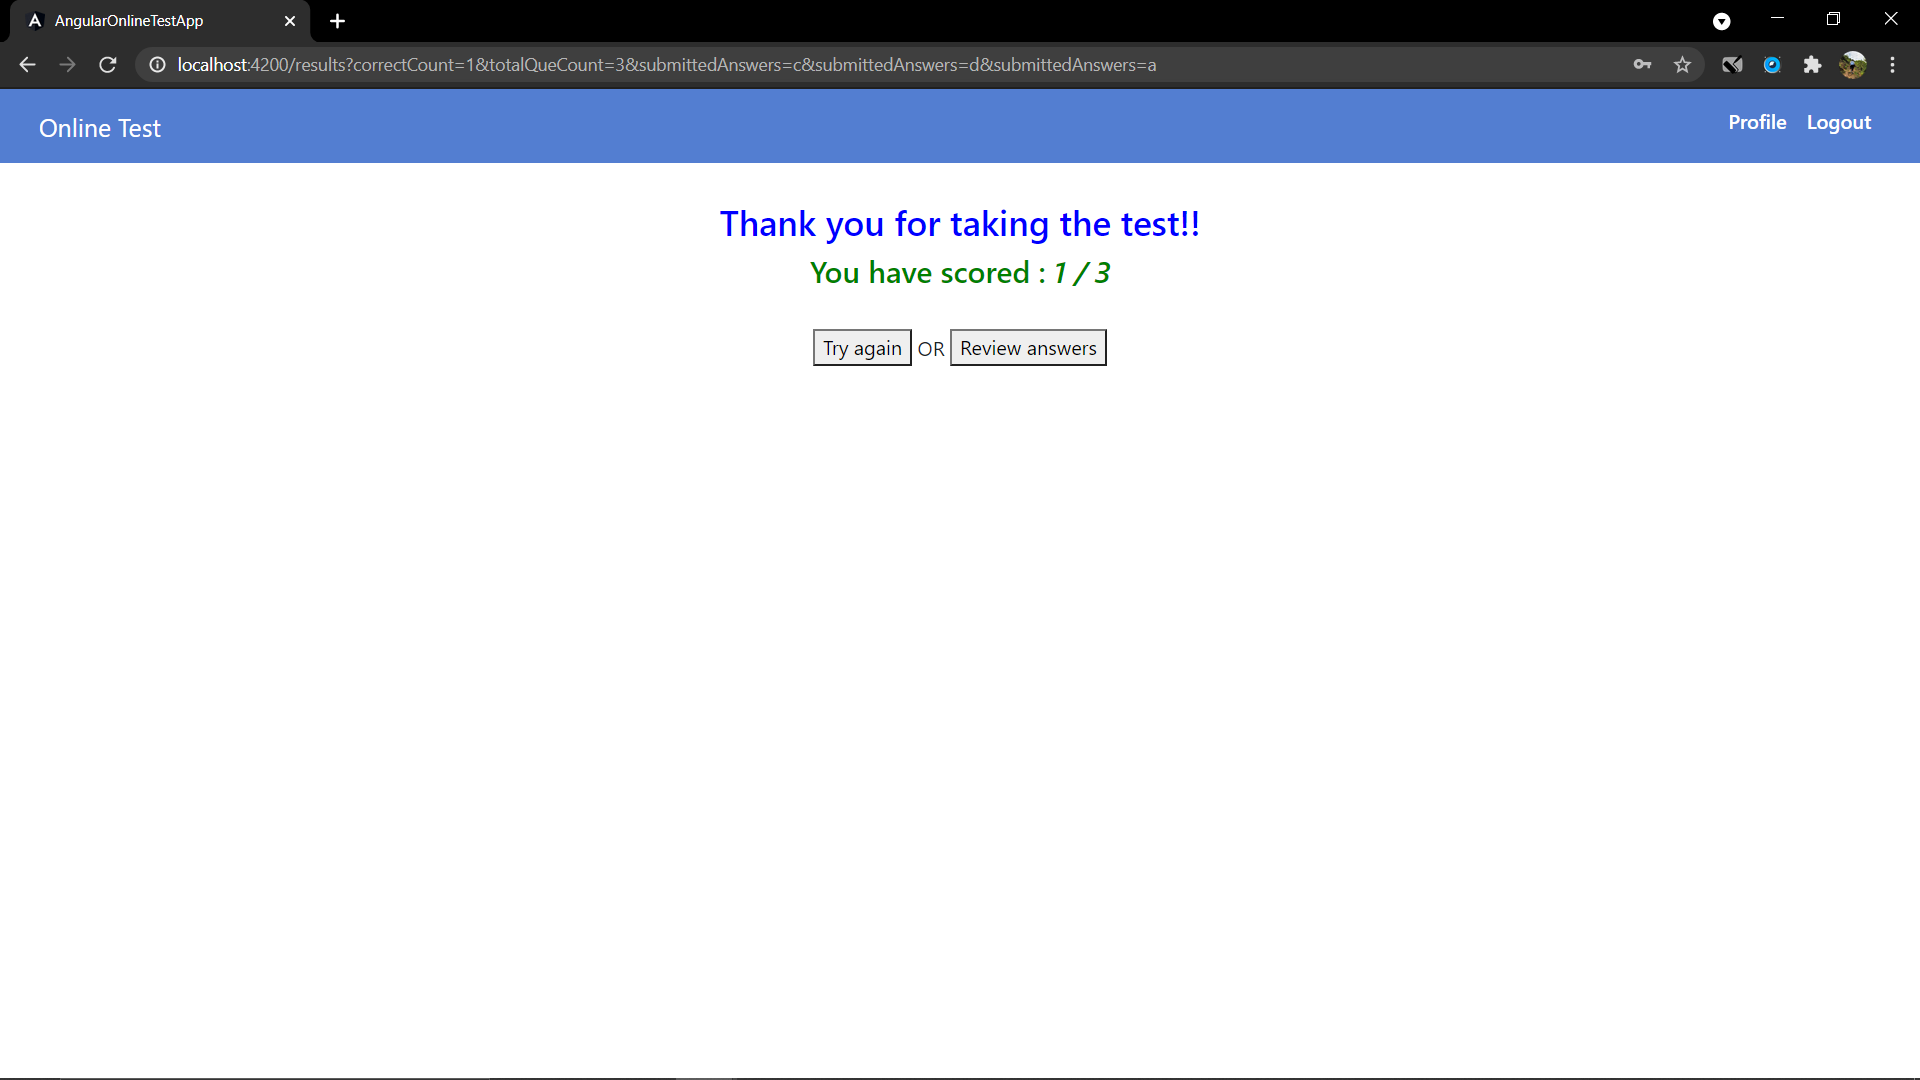 AngularOnlineTestApp
localhost:4200/results?correctCount=1&totalQueCount=3&submittedAnswers=c&submittedAnswers=d&submittedAnswers=a
Online Test
Profile Logout
Thank you for taking the test!!
You have scored : 1 / 3
Try again OR Review answers